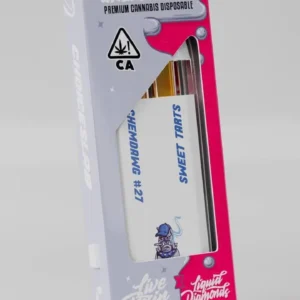 PREMIUM CANNABIS DISPOSABLE
CA
CHEMDAWG #27
SWEET TARTS
Live
Resin
Liquid
Diamonds